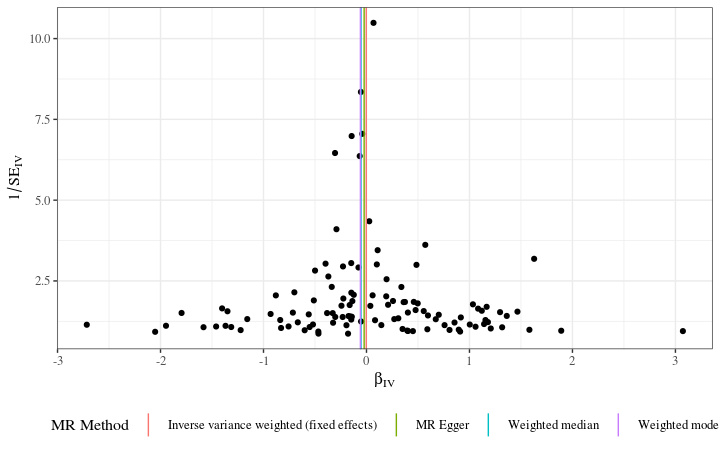 10.0
7.5
5.0
2.5
1/SE_IV
-3 -2 -1 0 1 2 3
β_IV
MR Method Inverse variance weighted (fixed effects) MR Egger Weighted median Weighted mode